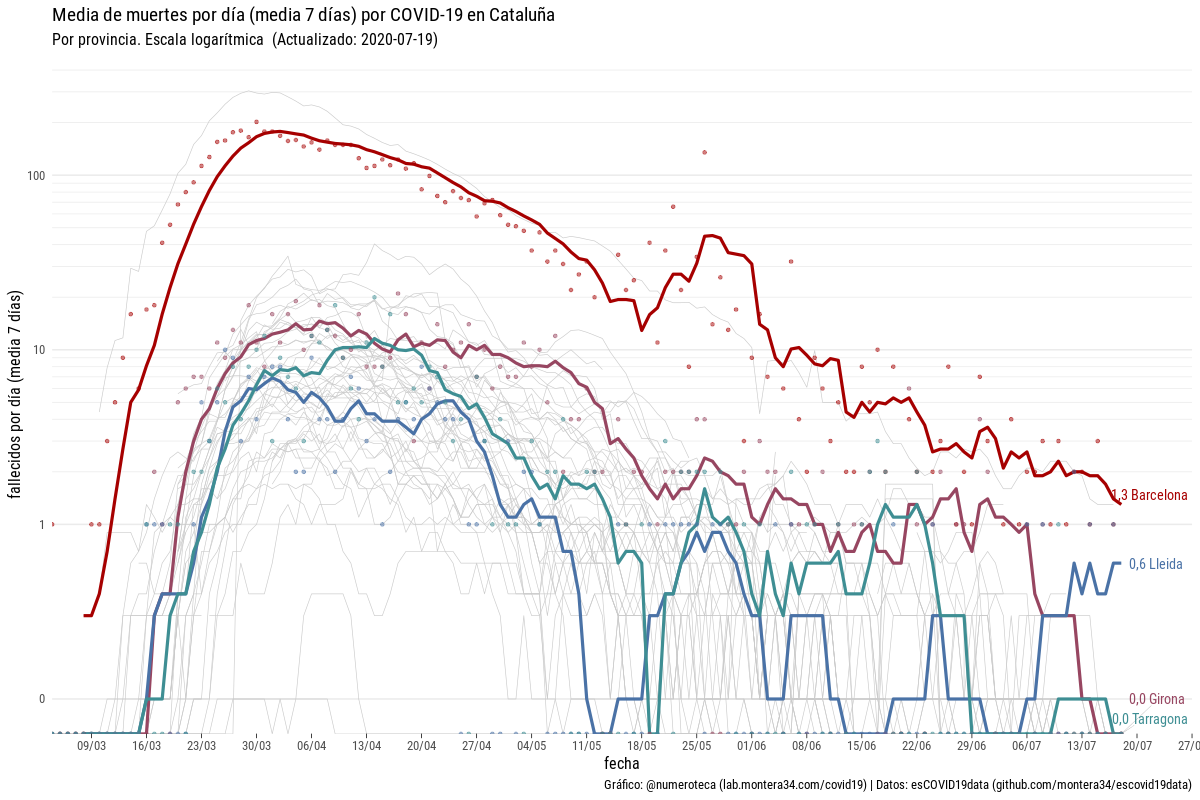 Media de muertes por día (media 7 días) por COVID-19 en Cataluña
Por provincia. Escala logarítmica (Actualizado: 2020-07-19)
fallecidos por día (media 7 días)
100
10
1
0
1,3 Barcelona
0,6 Lleida
0,0 Girona
0,0 Tarragona
09/03 16/03 23/03 30/03 06/04 13/04 20/04 27/04 04/05 11/05 18/05 25/05 01/06 08/06 15/06 22/06 29/06 06/07 13/07 20/07 27/0
fecha
Gráfico: @numeroteca (lab.montera34.com/covid19) | Datos: esCOVID19data (github.com/montera34/escovid19data)